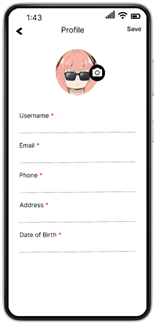 1:43
Profile
Save
Username *
Email *
Phone *
Address *
Date of Birth *